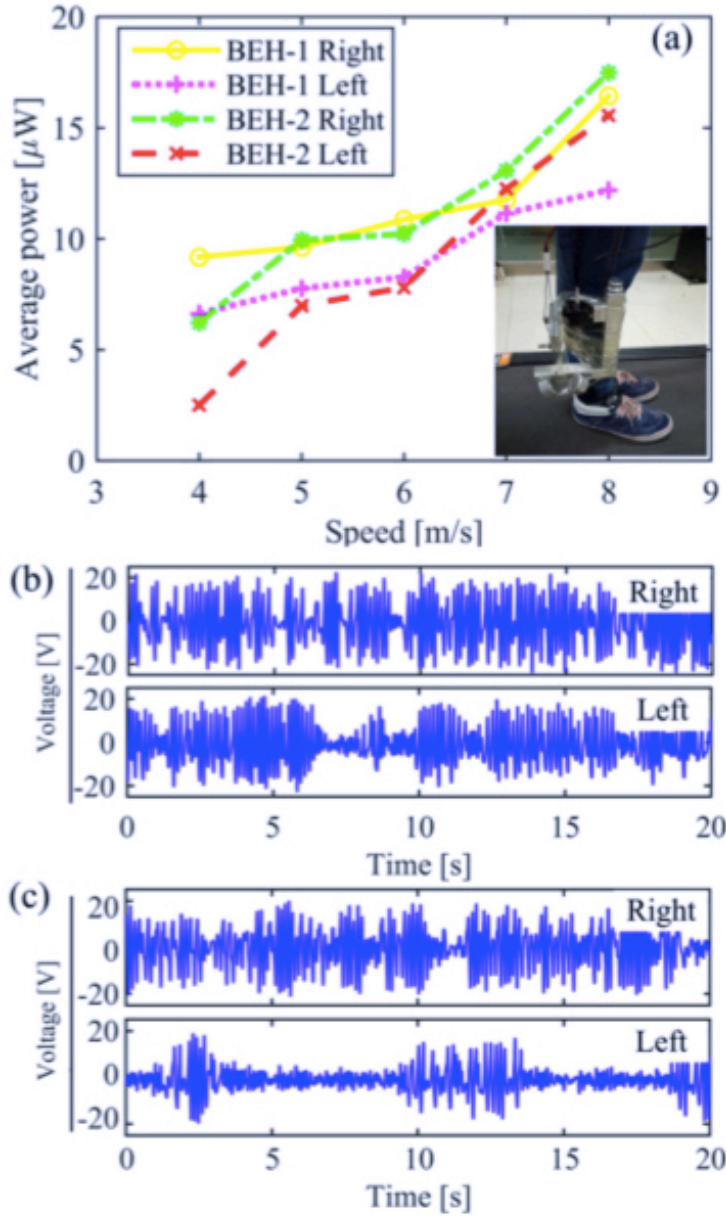 20
15
10
5
0
Average power [μW]
(a)
BEH-1 Right
BEH-1 Left
BEH-2 Right
BEH-2 Left
3 4 5 6 7 8 9
Speed [m/s]
(b)
Voltage [V]
20
0
-20
Right
20
0
-20
Left
0 5 10 15 20
Time [s]
(c)
Voltage [V]
20
0
-20
Right
20
0
-20
Left
0 5 10 15 20
Time [s]